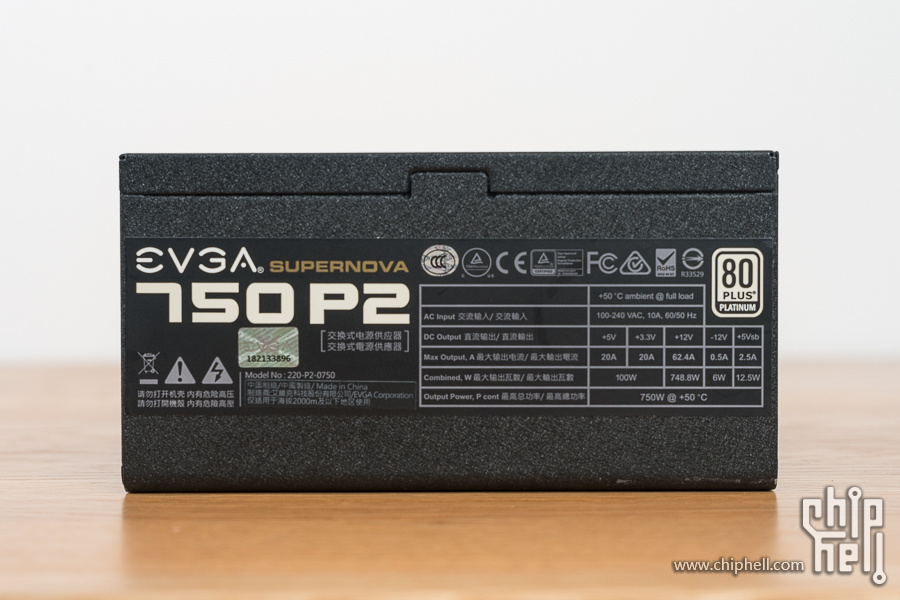 EVGA® SUPERNOVA
750 P2
交换式电源供应器
交換式電源供應器
182133896
Model No : 220-P2-0750
中国制造/中國製造/ Made in China
制造商:艾维克科技股份有限公司/EVGA Corporation
仅适用于海拔2000m及以下地区使用
请勿打开机壳 内有危险高压
請勿打開機殼 內有危險高壓
CCC
CE
FC
RoHS
R33529
80
PLUS®
PLATINUM
+50 °C ambient @ full load
AC Input 交流输入/ 交流輸入 100-240 VAC, 10A, 60/50 Hz
DC Output 直流输出/ 直流輸出 +5V +3.3V +12V -12V +5Vsb
Max Output, A 最大输出电流/ 最大輸出電流 20A 20A 62.4A 0.5A 2.5A
Combined, W 最大输出瓦数/ 最大輸出瓦數 100W 748.8W 6W 12.5W
Output Power, P cont 最高总功率/ 最高總功率 750W @ +50 °C
chip
hell
www.chiphell.com